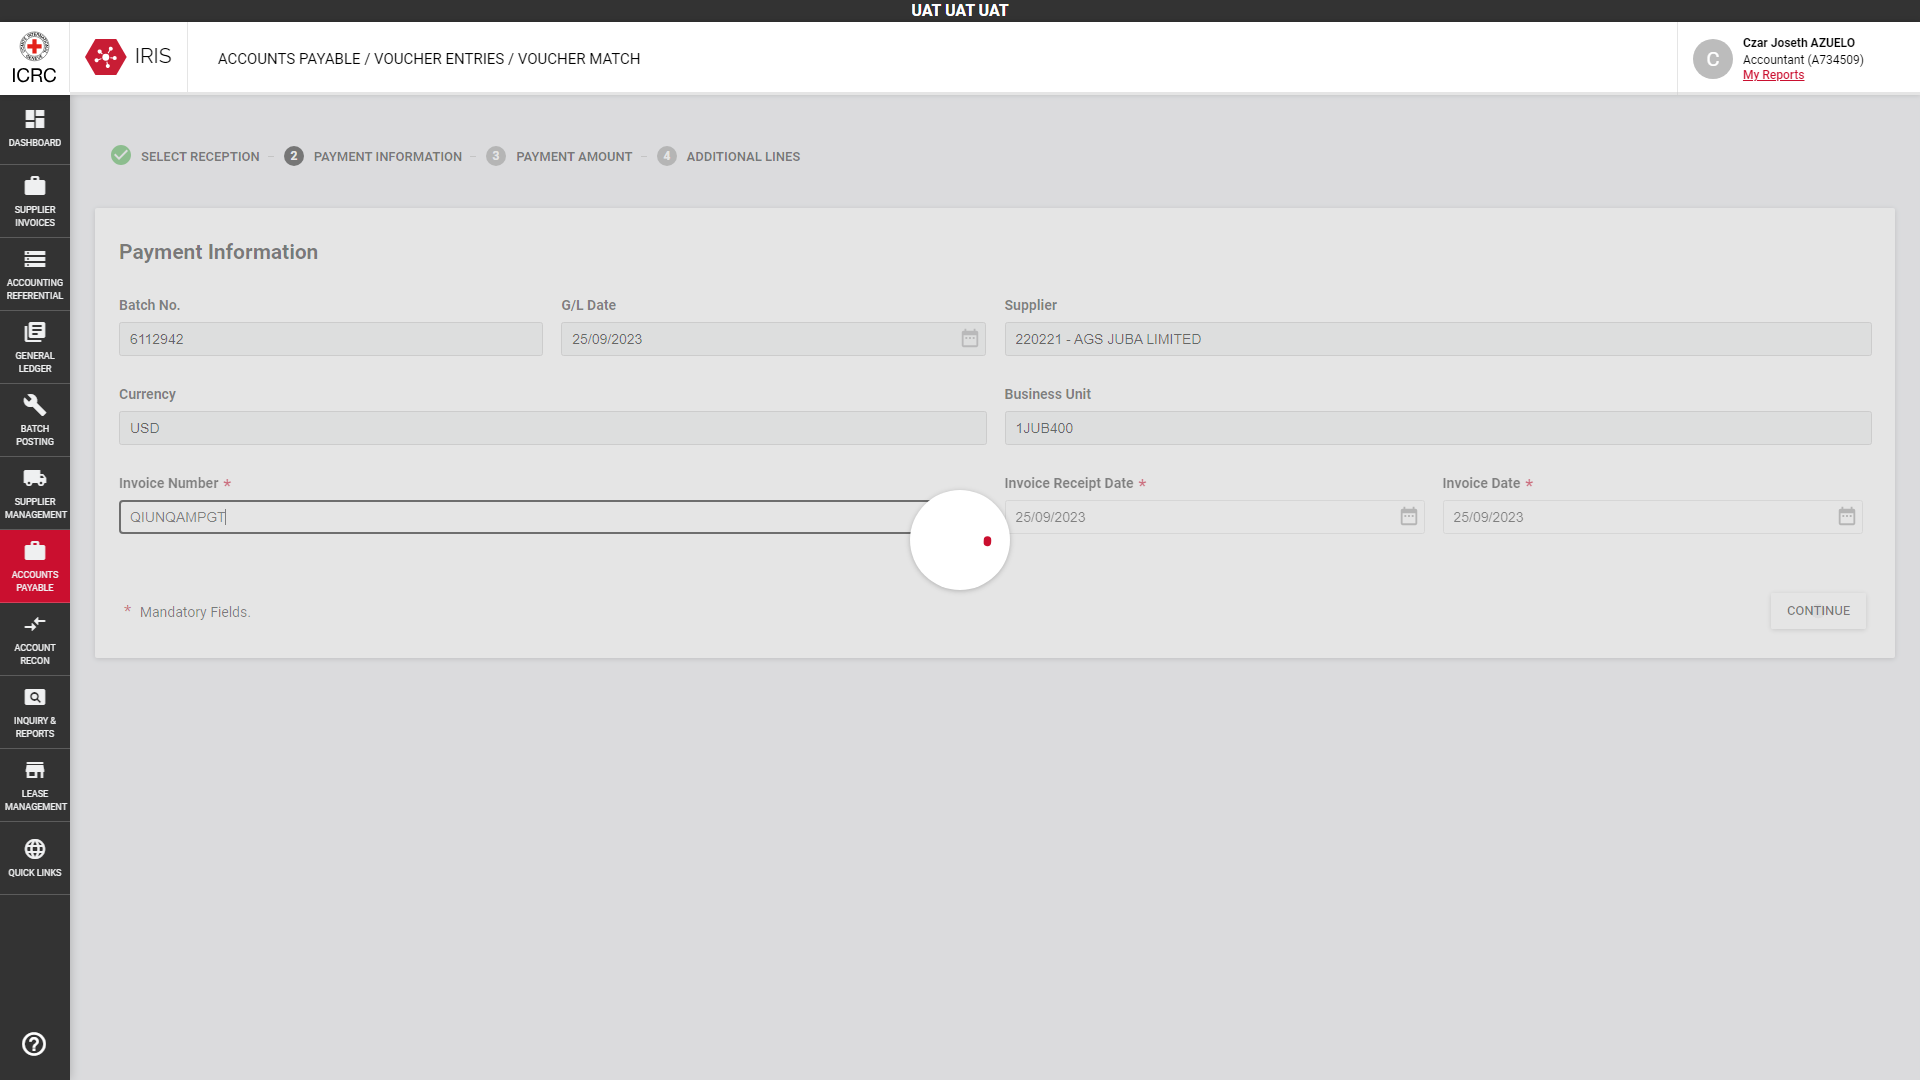 UAT UAT UAT
ICRC
IRIS
ACCOUNTS PAYABLE / VOUCHER ENTRIES / VOUCHER MATCH
C
Czar Joseth AZUELO
Accountant (A734509)
My Reports
DASHBOARD
SUPPLIER
INVOICES
ACCOUNTING
REFERENTIAL
GENERAL
LEDGER
BATCH
POSTING
SUPPLIER
MANAGEMENT
ACCOUNTS
PAYABLE
ACCOUNT
RECON
INQUIRY &
REPORTS
LEASE
MANAGEMENT
QUICK LINKS
SELECT RECEPTION
2 PAYMENT INFORMATION
3 PAYMENT AMOUNT
4 ADDITIONAL LINES
Payment Information
Batch No.
6112942
G/L Date
25/09/2023
Supplier
220221 - AGS JUBA LIMITED
Currency
USD
Business Unit
1JUB400
Invoice Number *
QIUNQAMPGT
Invoice Receipt Date *
25/09/2023
Invoice Date *
25/09/2023
* Mandatory Fields.
CONTINUE